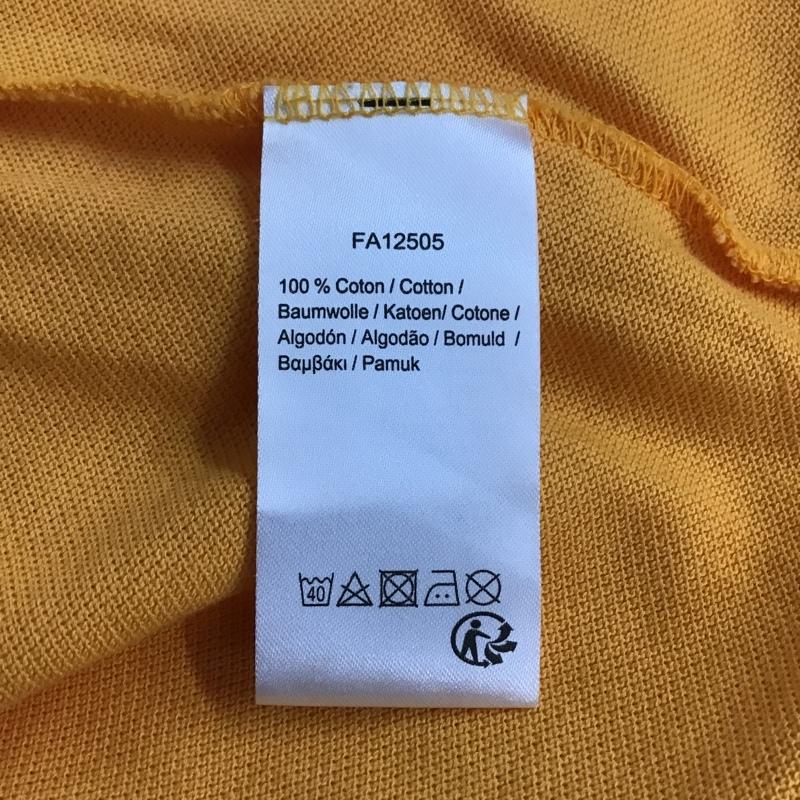 FA12505
100 % Coton / Cotton /
Baumwolle / Katoen/ Cotone /
Algodón / Algodão / Bomuld /
Βαμβάκι / Pamuk
40